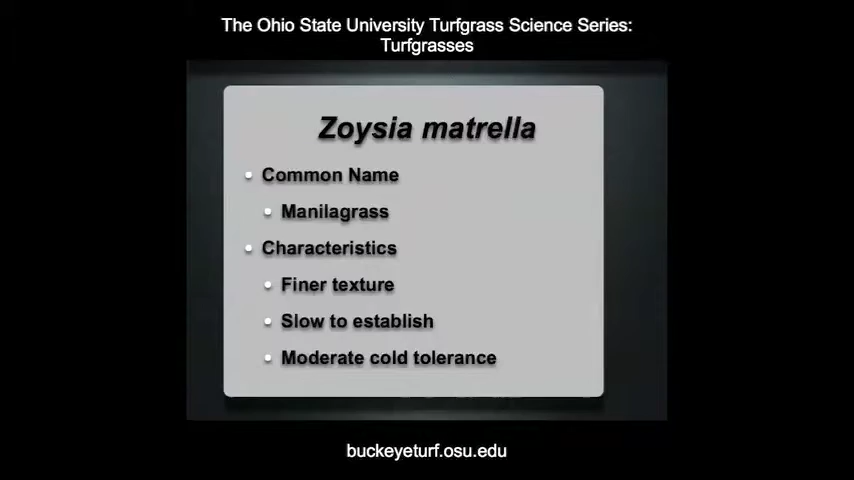 The Ohio State University Turfgrass Science Series:
Turfgrasses
Zoysia matrella
Common Name
Manilagrass
Characteristics
Finer texture
Slow to establish
Moderate cold tolerance
buckeyeturf.osu.edu